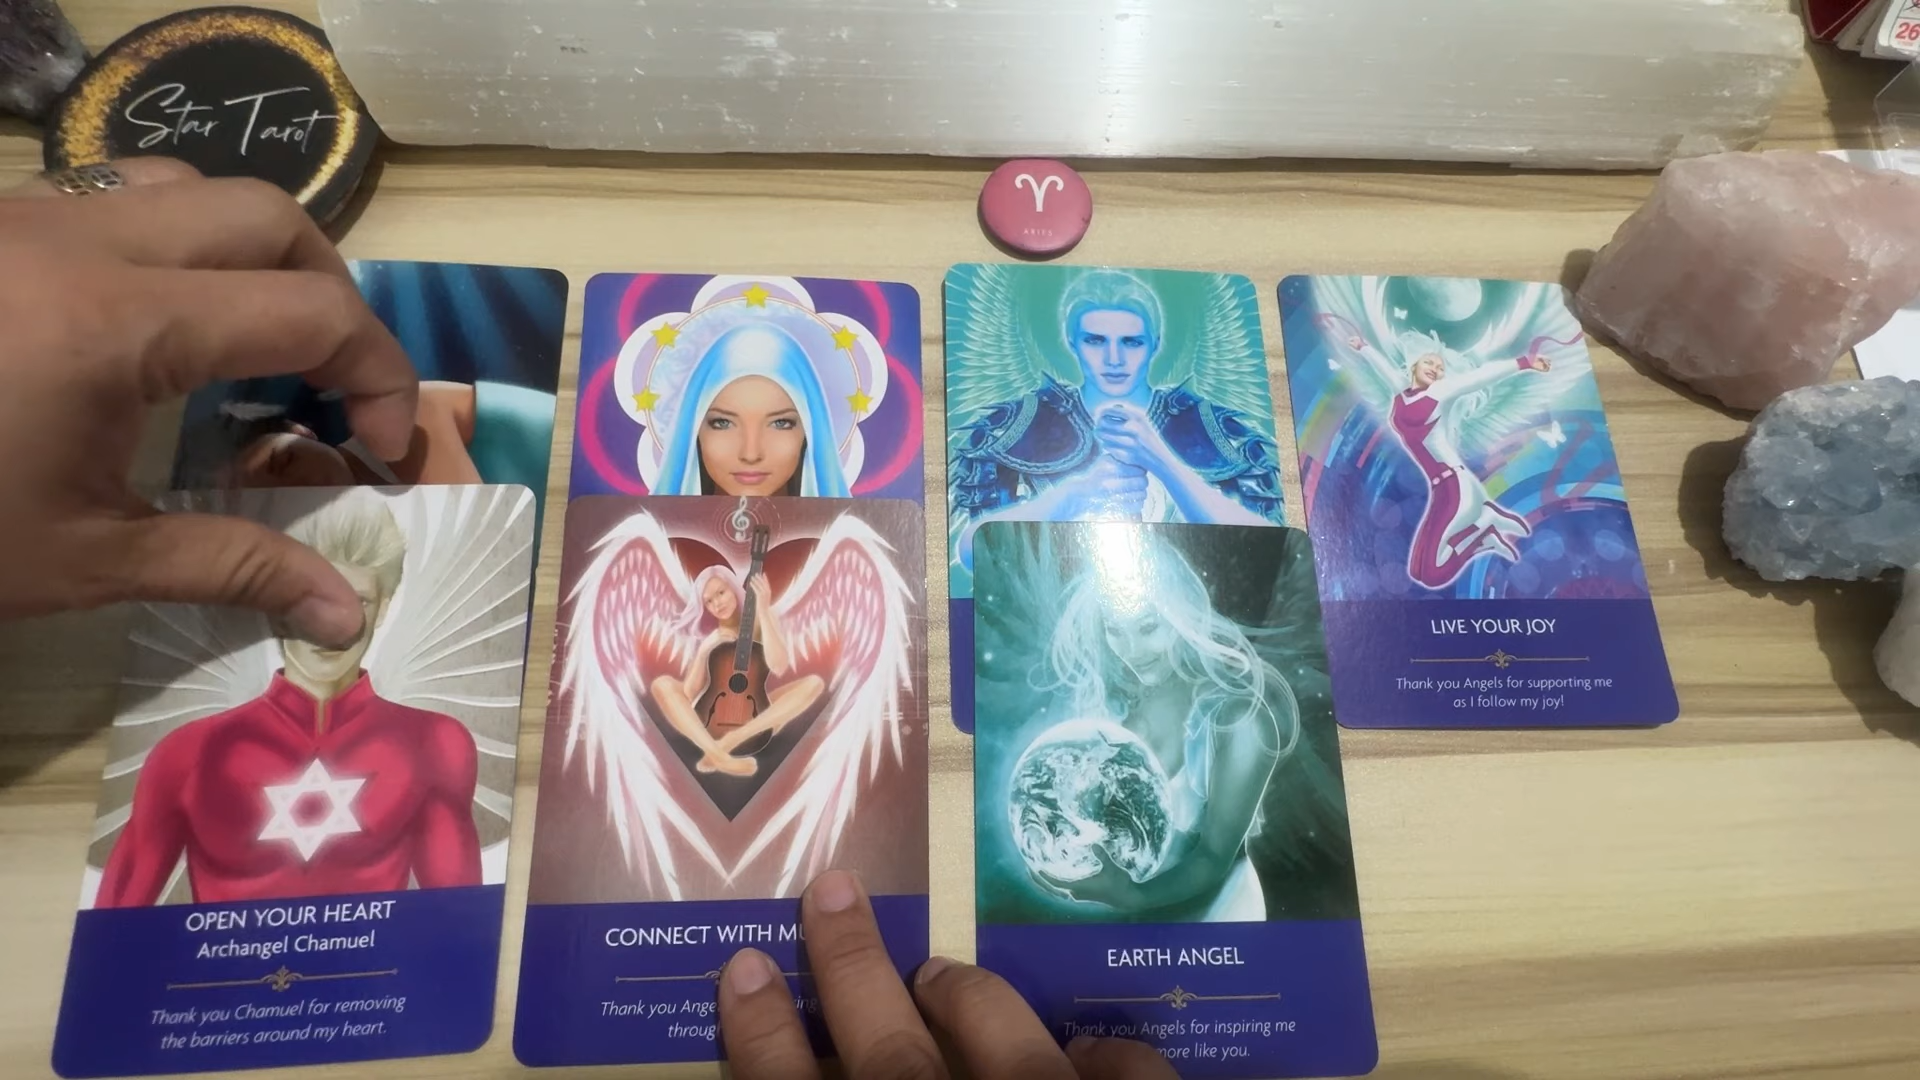 Star Tarot
26
ARIES
LIVE YOUR JOY
Thank you Angels for supporting me
as I follow my joy!
OPEN YOUR HEART
Archangel Chamuel
Thank you Chamuel for removing
the barriers around my heart.
CONNECT WITH
Thank you
EARTH ANGEL
Thank you Angels for inspiring me
more like you.